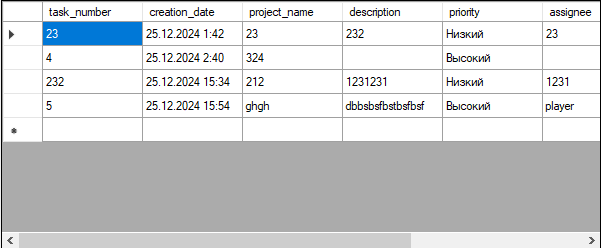 task_number creation_date project_name description priority assignee
23 25.12.2024 1:42 23 232 Низкий 23
4 25.12.2024 2:40 324 Высокий
232 25.12.2024 15:34 212 1231231 Низкий 1231
5 25.12.2024 15:54 ghgh dbbsbsfbstbsfbsf Высокий player